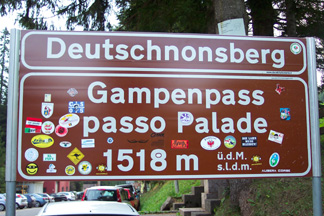 Deutschnonsberg
Gampenpass
passo Palade
1518 m ü.d.M.
s.l.d.m.